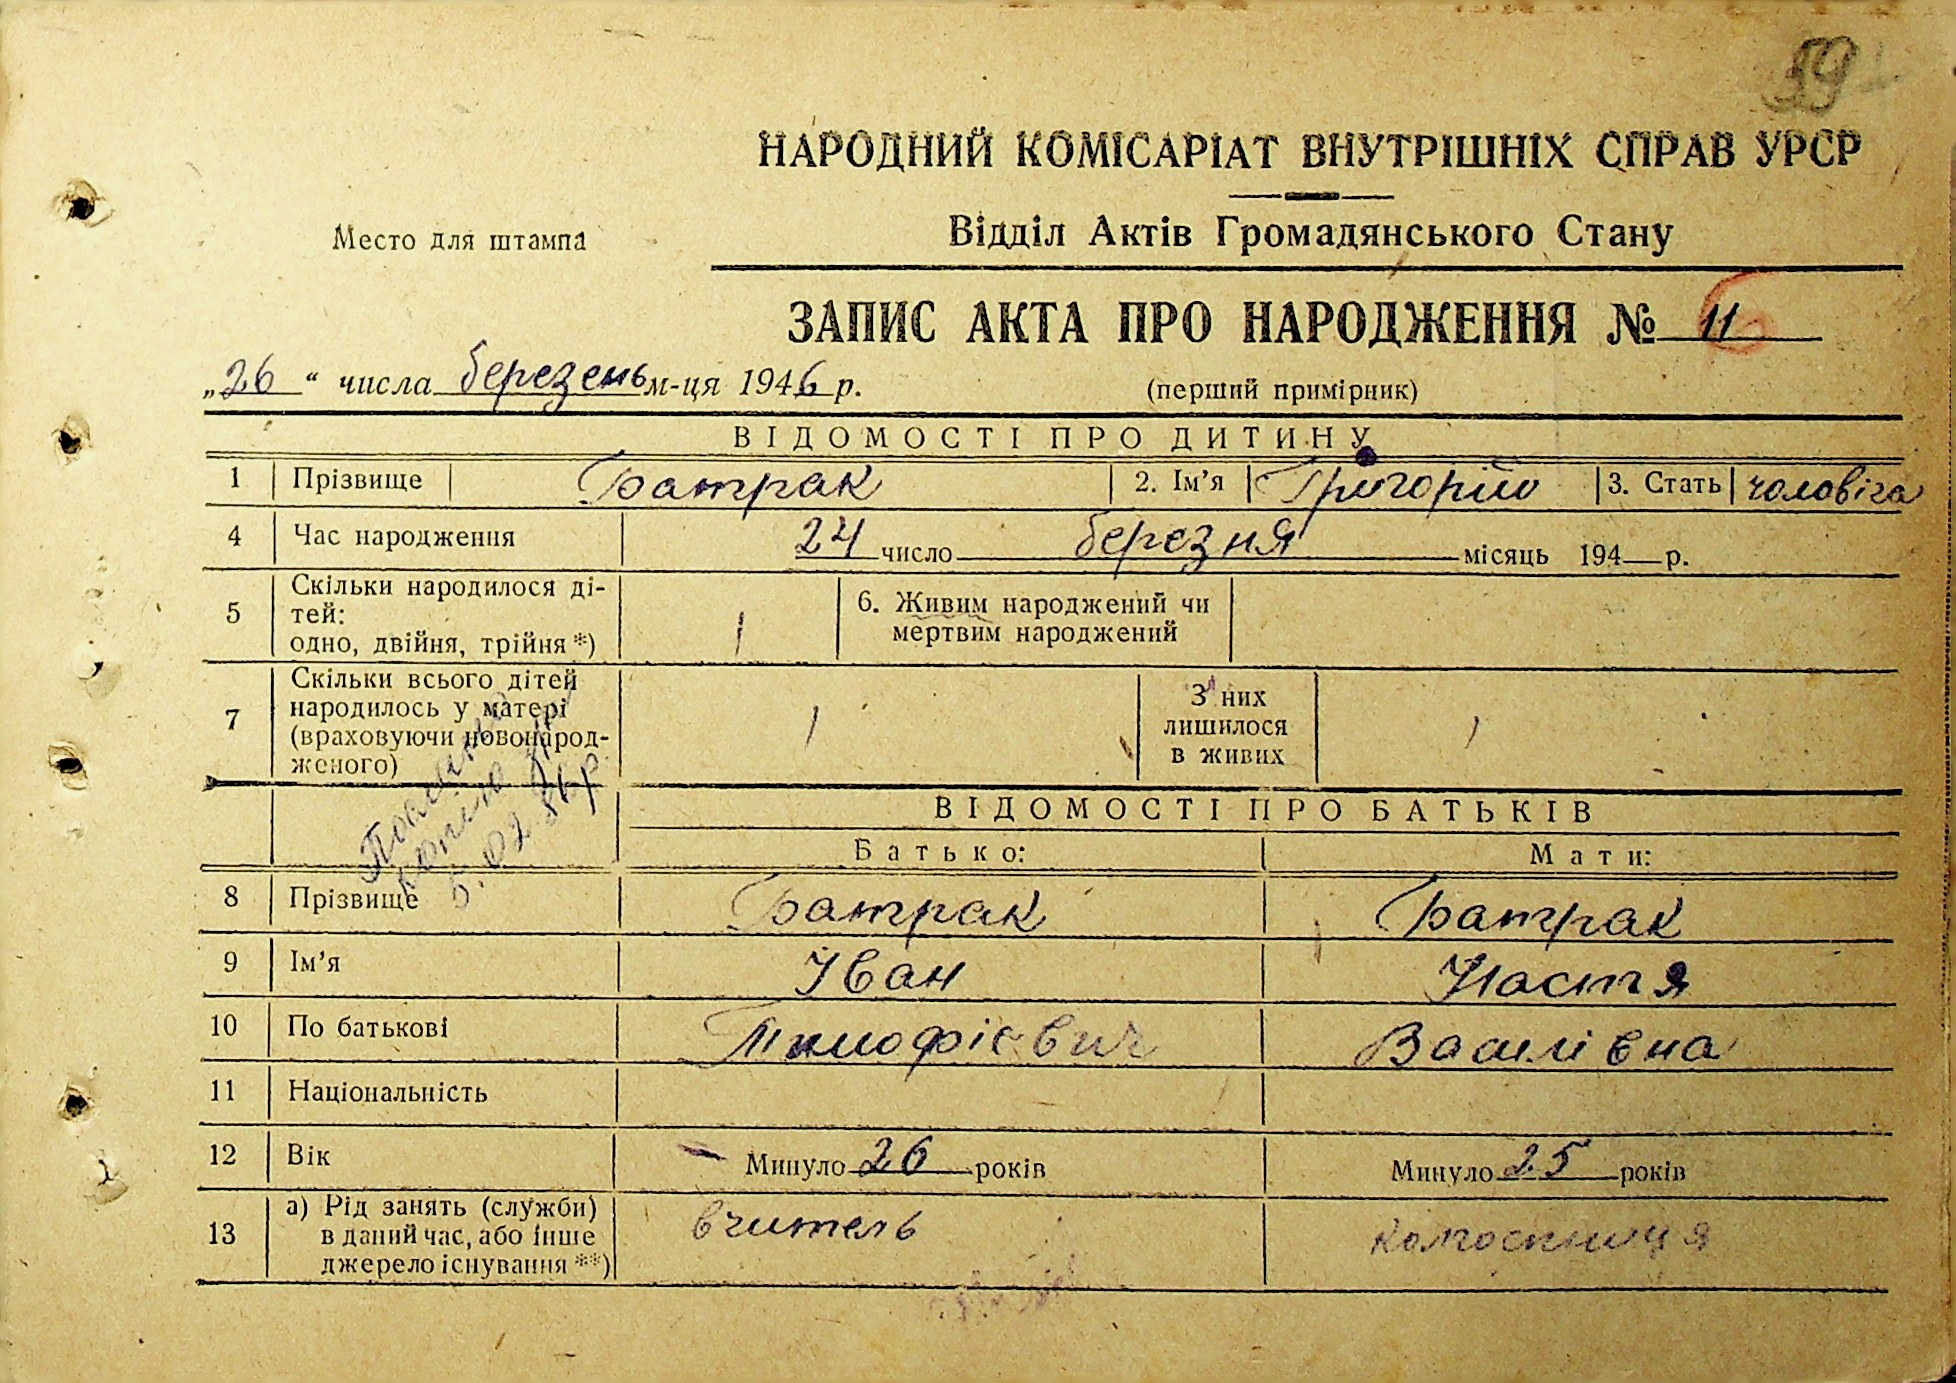 59
НАРОДНИЙ КОМІСАРІАТ ВНУТРІШНІХ СПРАВ УРСР
Место для штампа
Відділ Актів Громадянського Стану
ЗАПИС АКТА ПРО НАРОДЖЕННЯ № 11
„26“ числа березень м-ця 1946 р. (перший примірник)
ВІДОМОСТІ ПРО ДИТИНУ
1 Прізвище Батрак 2. Ім'я Григорій 3. Стать чоловіча
4 Час народження 24 число березня місяць 194 р.
5 Скільки народилося ді-
тей:
одно, двійня, трійня *) 1
6. Живим народжений чи
мертвим народжений
7 Скільки всього дітей
народилось у матері
(враховуючи новонарод-
женого) 1
З них
лишилося
в живих 1
копію
ВІДОМОСТІ ПРО БАТЬКІВ
Батько: Мати:
8 Прізвище Батрак Батрак
9 Ім'я Іван Настя
10 По батькові Тимофієвич Василівна
11 Національність
12 Вік Минуло 26 років Минуло 25 років
13 а) Рід занять (служби)
в даний час, або інше
джерело існування **) вчитель колгоспниця